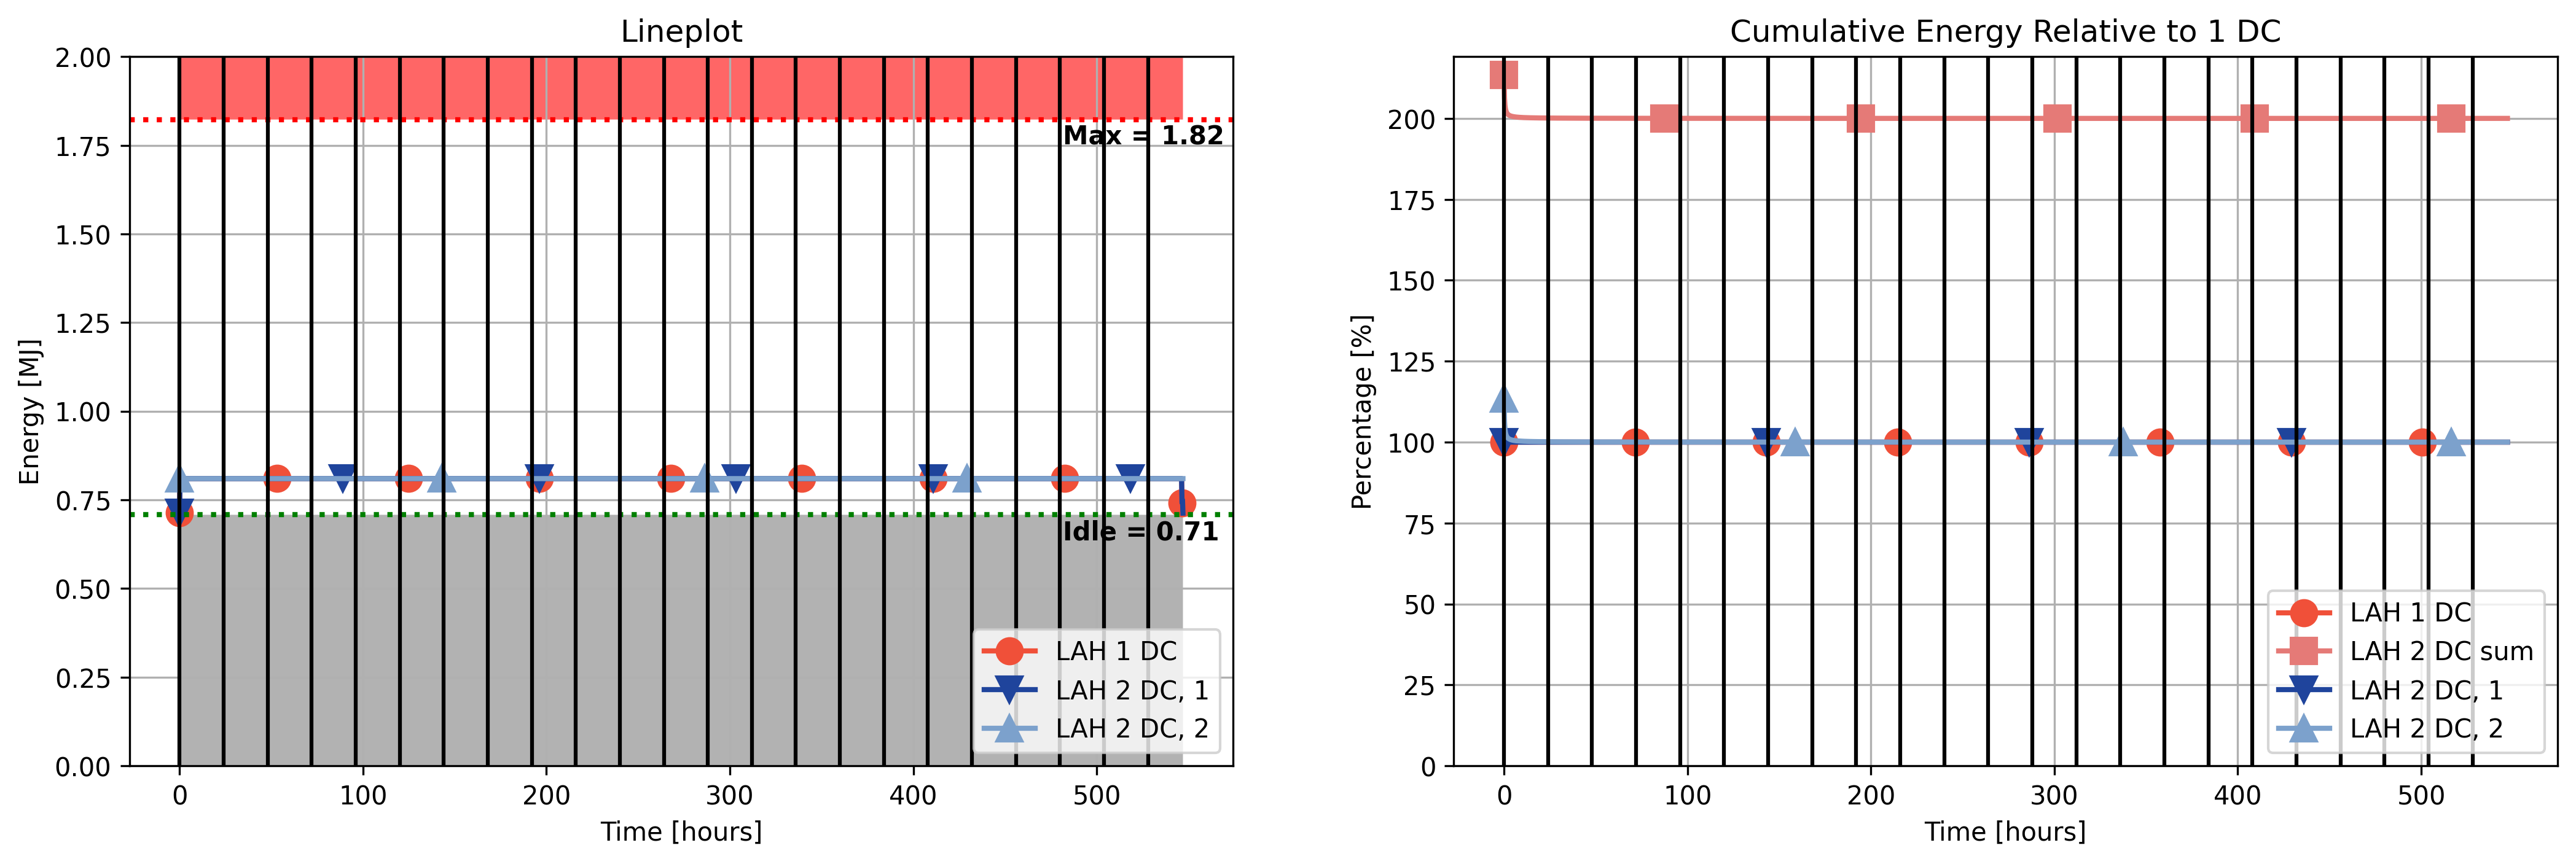 Lineplot
Energy [MJ]
2.00
1.75
1.50
1.25
1.00
0.75
0.50
0.25
0.00
Max = 1.82
Idle = 0.71
LAH 1 DC
LAH 2 DC, 1
LAH 2 DC, 2
0 100 200 300 400 500
Time [hours]
Cumulative Energy Relative to 1 DC
Percentage [%]
200
175
150
125
100
75
50
25
0
LAH 1 DC
LAH 2 DC sum
LAH 2 DC, 1
LAH 2 DC, 2
0 100 200 300 400 500
Time [hours]